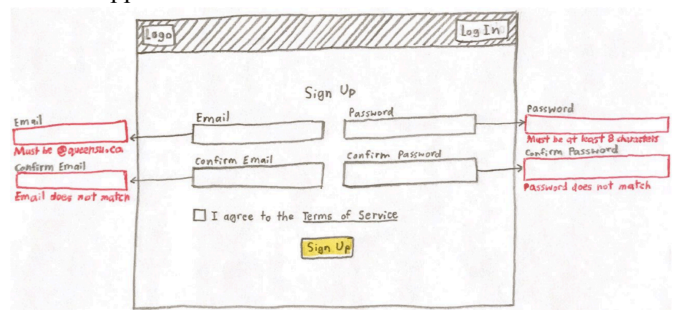 Logo
Log In
Sign Up
Email
Password
Confirm Email
Confirm Password
I agree to the Terms of Service
Sign Up
Email
Must be @queensu.ca
Confirm Email
Email does not match
Password
Must be at least 8 characters
Confirm Password
Password does not match